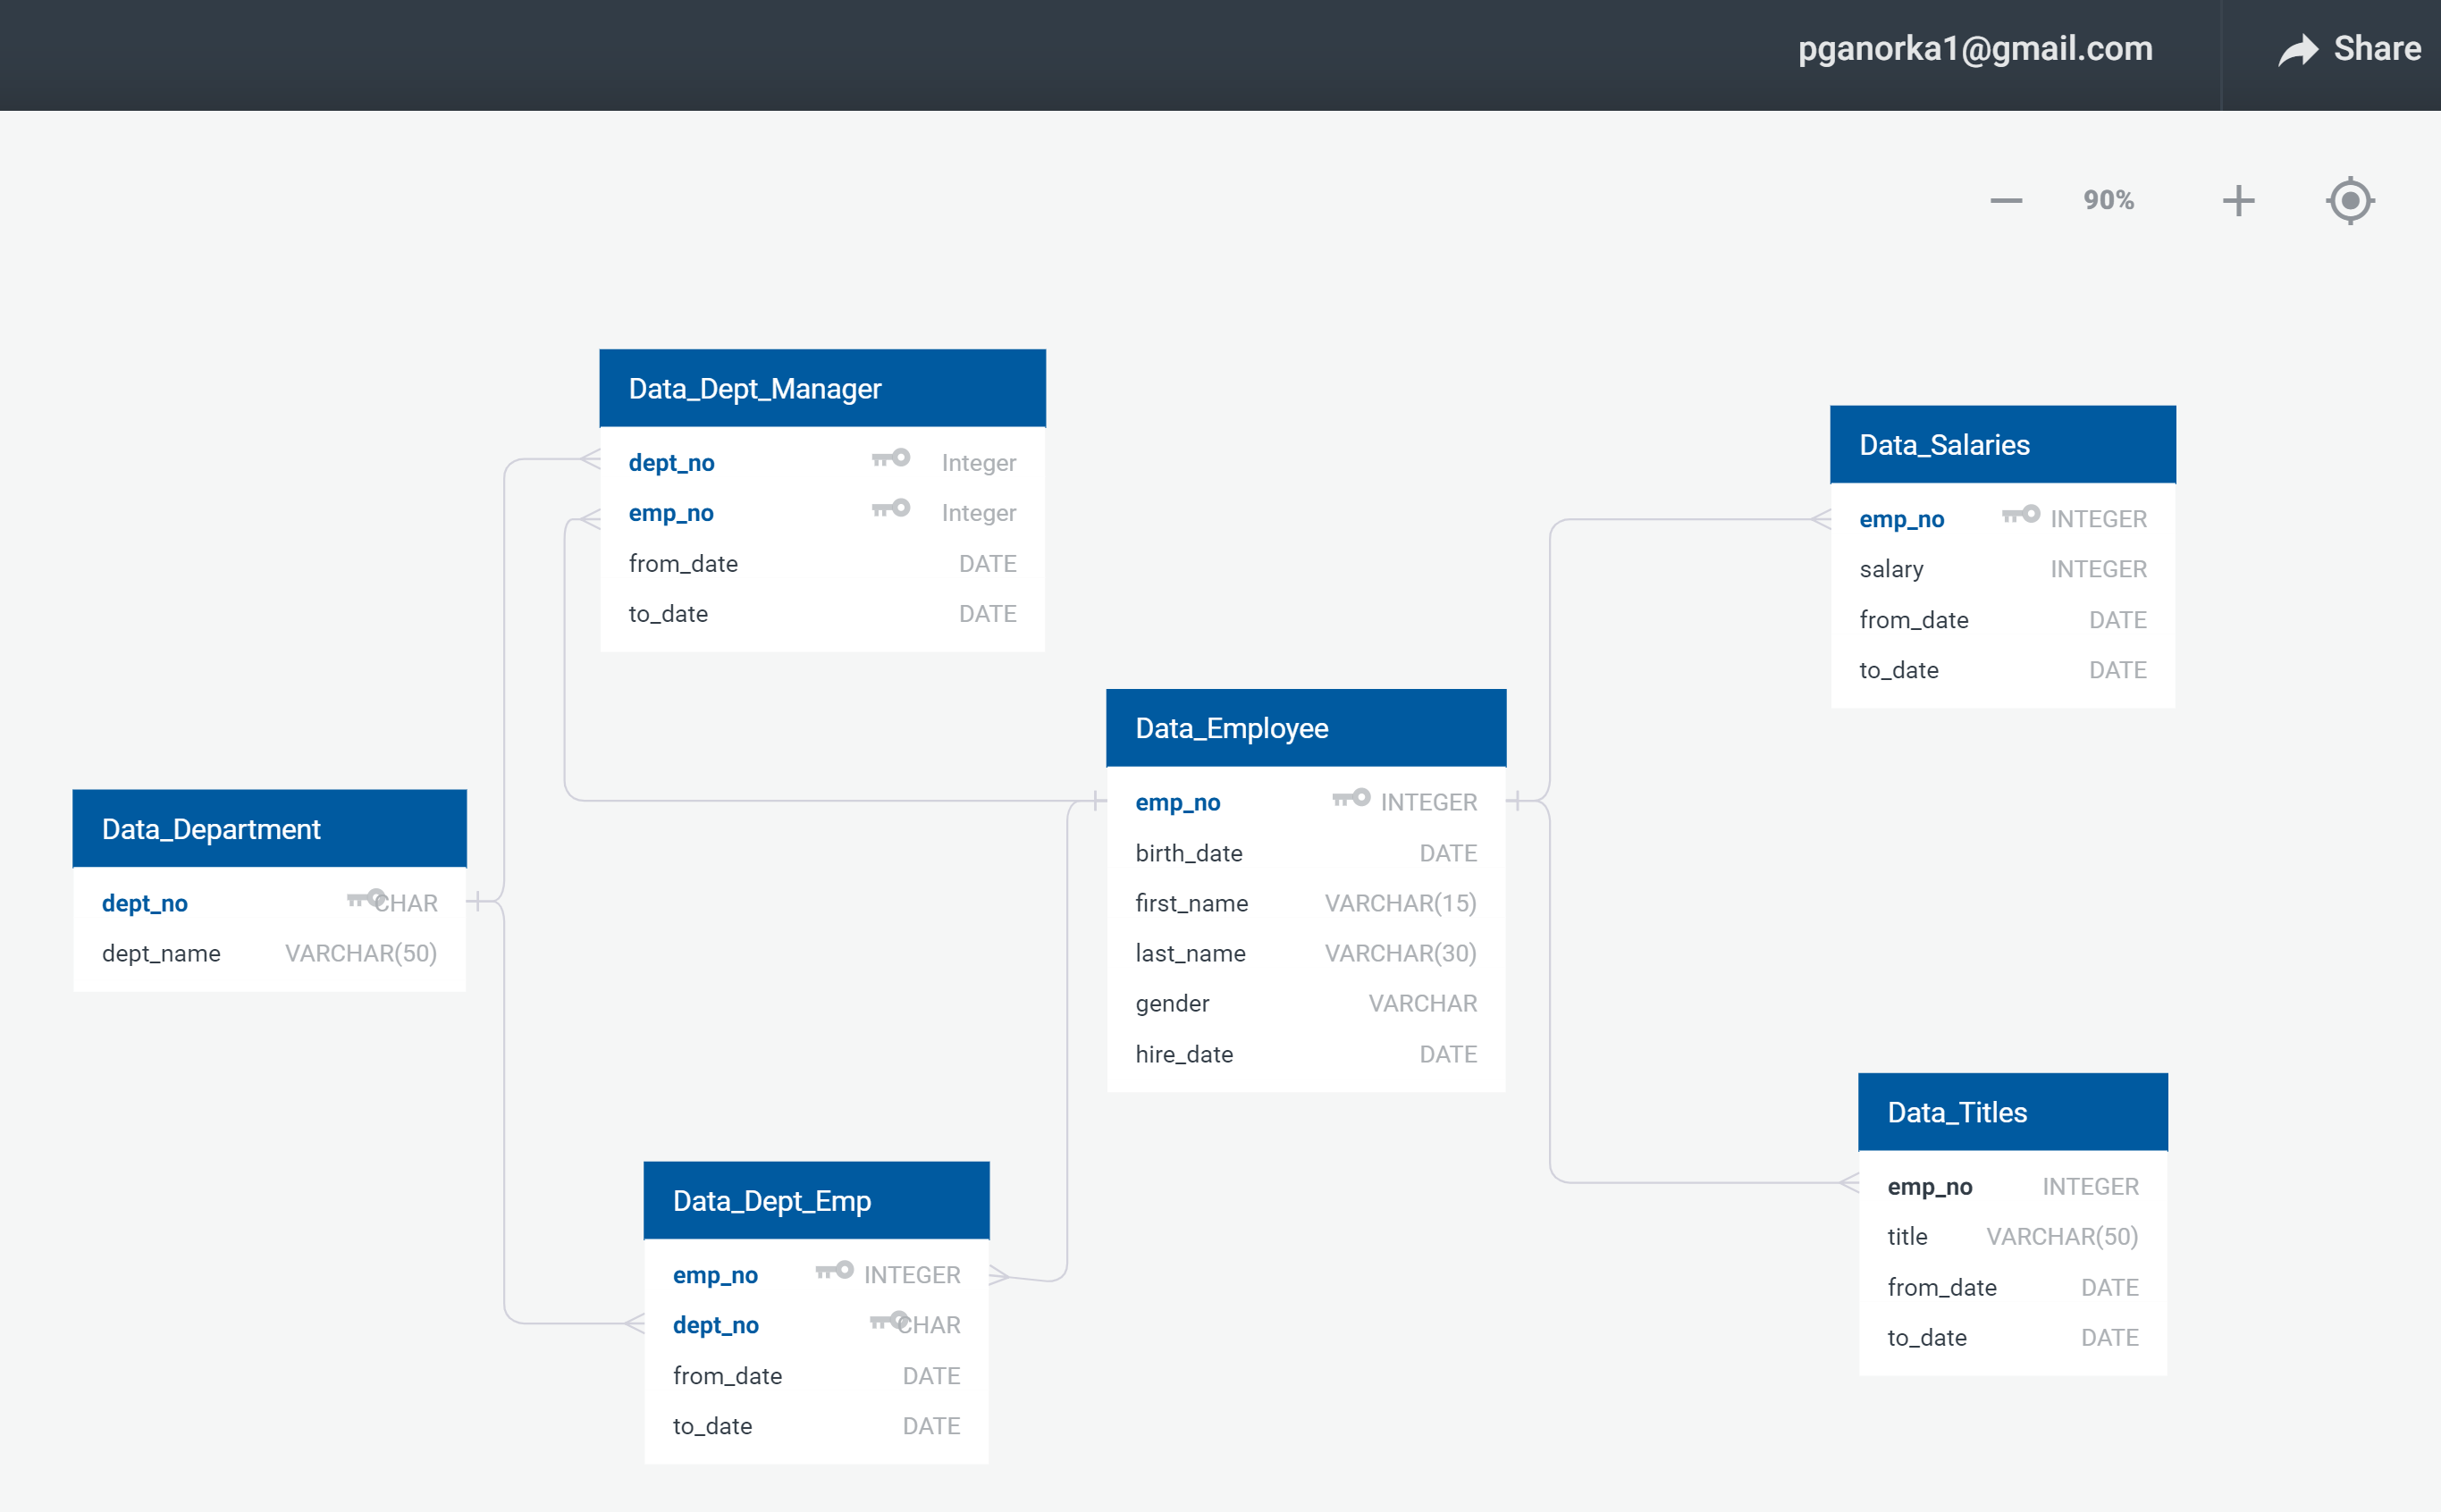 pganorka1@gmail.com
Share
90%
Data_Dept_Manager
dept_no Integer
emp_no Integer
from_date DATE
to_date DATE
Data_Salaries
emp_no INTEGER
salary INTEGER
from_date DATE
to_date DATE
Data_Employee
emp_no INTEGER
birth_date DATE
first_name VARCHAR(15)
last_name VARCHAR(30)
gender VARCHAR
hire_date DATE
Data_Department
dept_no CHAR
dept_name VARCHAR(50)
Data_Titles
emp_no INTEGER
title VARCHAR(50)
from_date DATE
to_date DATE
Data_Dept_Emp
emp_no INTEGER
dept_no CHAR
from_date DATE
to_date DATE